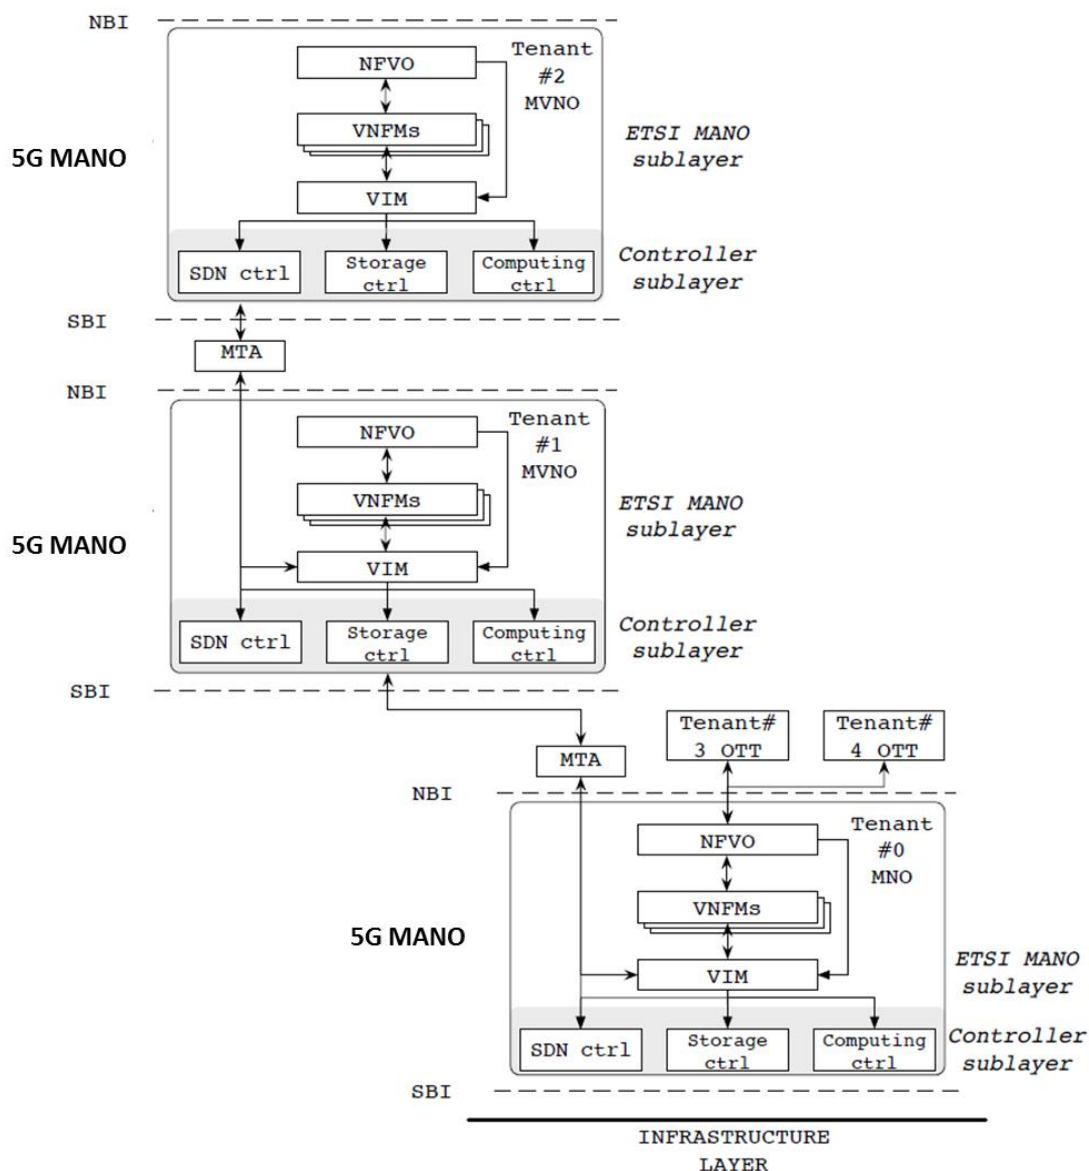 NBI
NFVO
Tenant
#2
MVNO
VNFMs
ETSI MANO
sublayer
5G MANO
VIM
SDN ctrl
Storage
ctrl
Computing
ctrl
Controller
sublayer
SBI
MTA
NBI
NFVO
Tenant
#1
MVNO
VNFMs
ETSI MANO
sublayer
5G MANO
VIM
SDN ctrl
Storage
ctrl
Computing
ctrl
Controller
sublayer
SBI
MTA
Tenant#
3 OTT
Tenant#
4 OTT
NBI
NFVO
Tenant
#0
MNO
VNFMs
5G MANO
VIM
ETSI MANO
sublayer
SDN ctrl
Storage
ctrl
Computing
ctrl
Controller
sublayer
SBI
INFRASTRUCTURE
LAYER